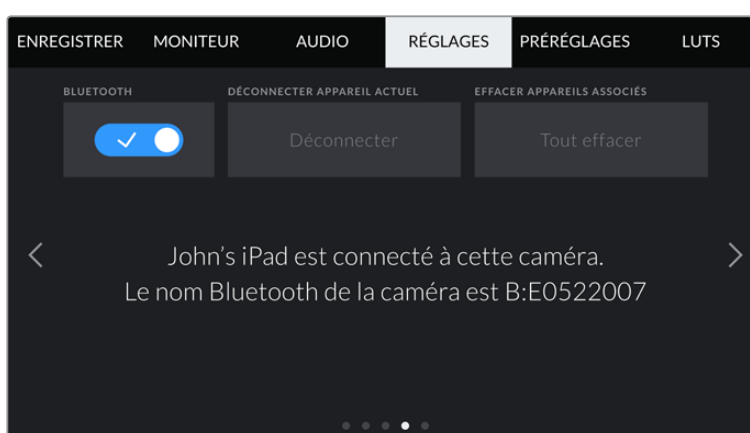 ENREGISTRER MONITEUR AUDIO RÉGLAGES PRÉRÉGLAGES LUTS
BLUETOOTH DÉCONNECTER APPAREIL ACTUEL EFFACER APPAREILS ASSOCIÉS
Déconnecter Tout effacer
John’s iPad est connecté à cette caméra.
Le nom Bluetooth de la caméra est B:E0522007